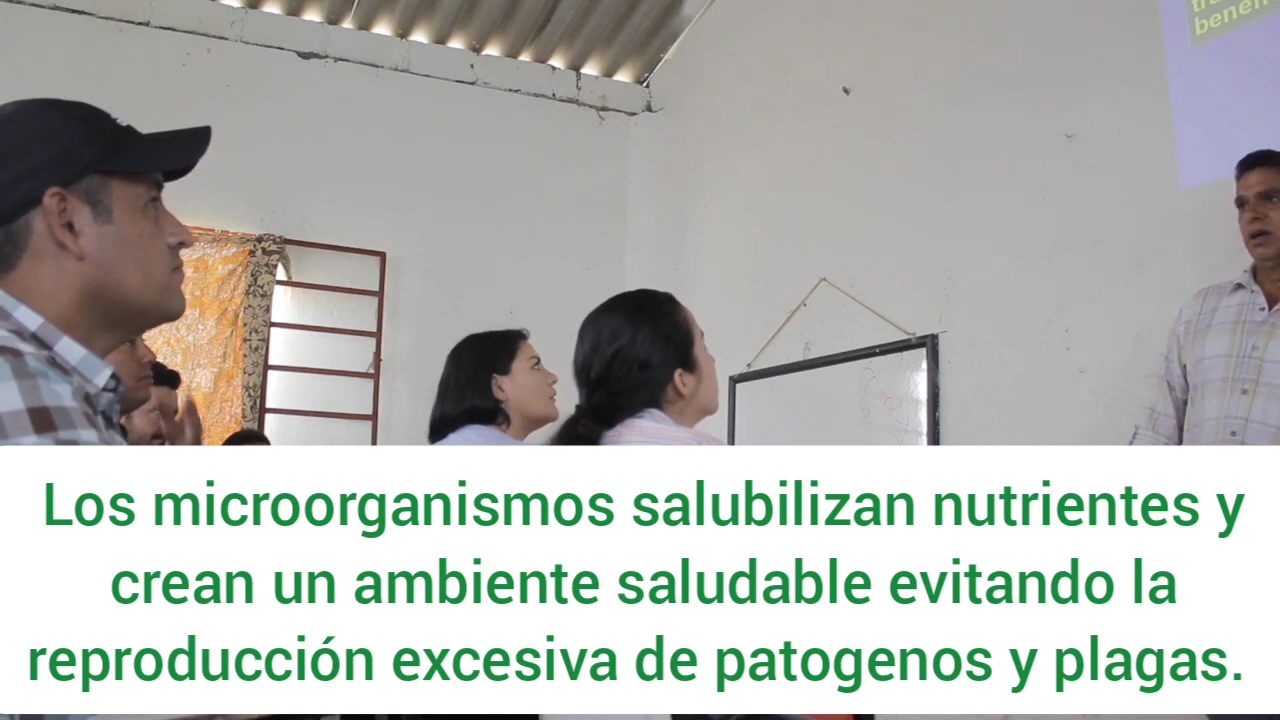 Los microorganismos salubilizan nutrientes y
crean un ambiente saludable evitando la
reproducción excesiva de patogenos y plagas.